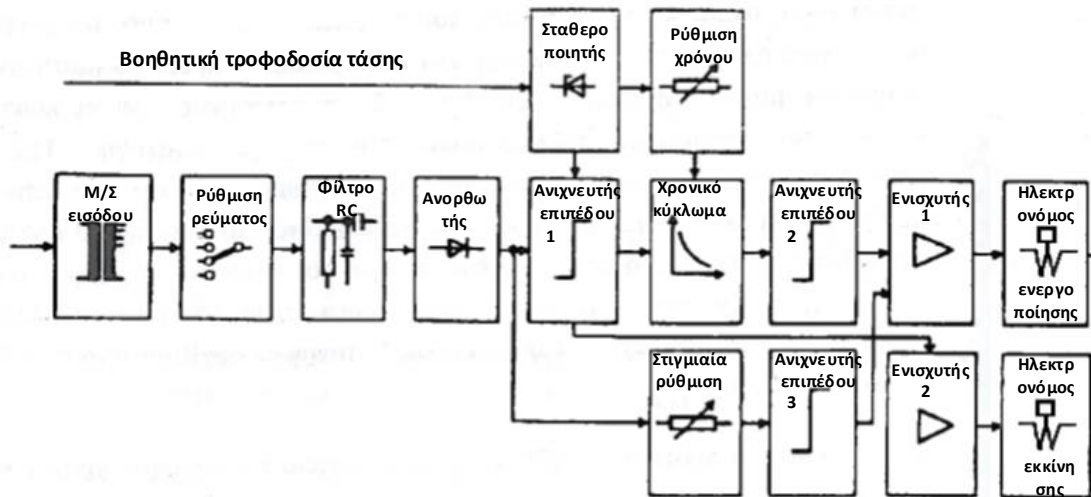 Βοηθητική τροφοδοσία τάσης
Σταθερο
ποιητής
Ρύθμιση
χρόνου
Μ/Σ
εισόδου
Ρύθμιση
ρεύματος
Φίλτρο
RC
Ανορθω
τής
Ανιχνευτής
επιπέδου
1
Χρονικό
κύκλωμα
Ανιχνευτής
επιπέδου
2
Ενισχυτής
1
Ηλεκτρ
ονόμος
ενεργο
ποίησης
Στιγμιαία
ρύθμιση
Ανιχνευτής
επιπέδου
3
Ενισχυτής
2
Ηλεκτρ
ονόμος
εκκίνη
σης